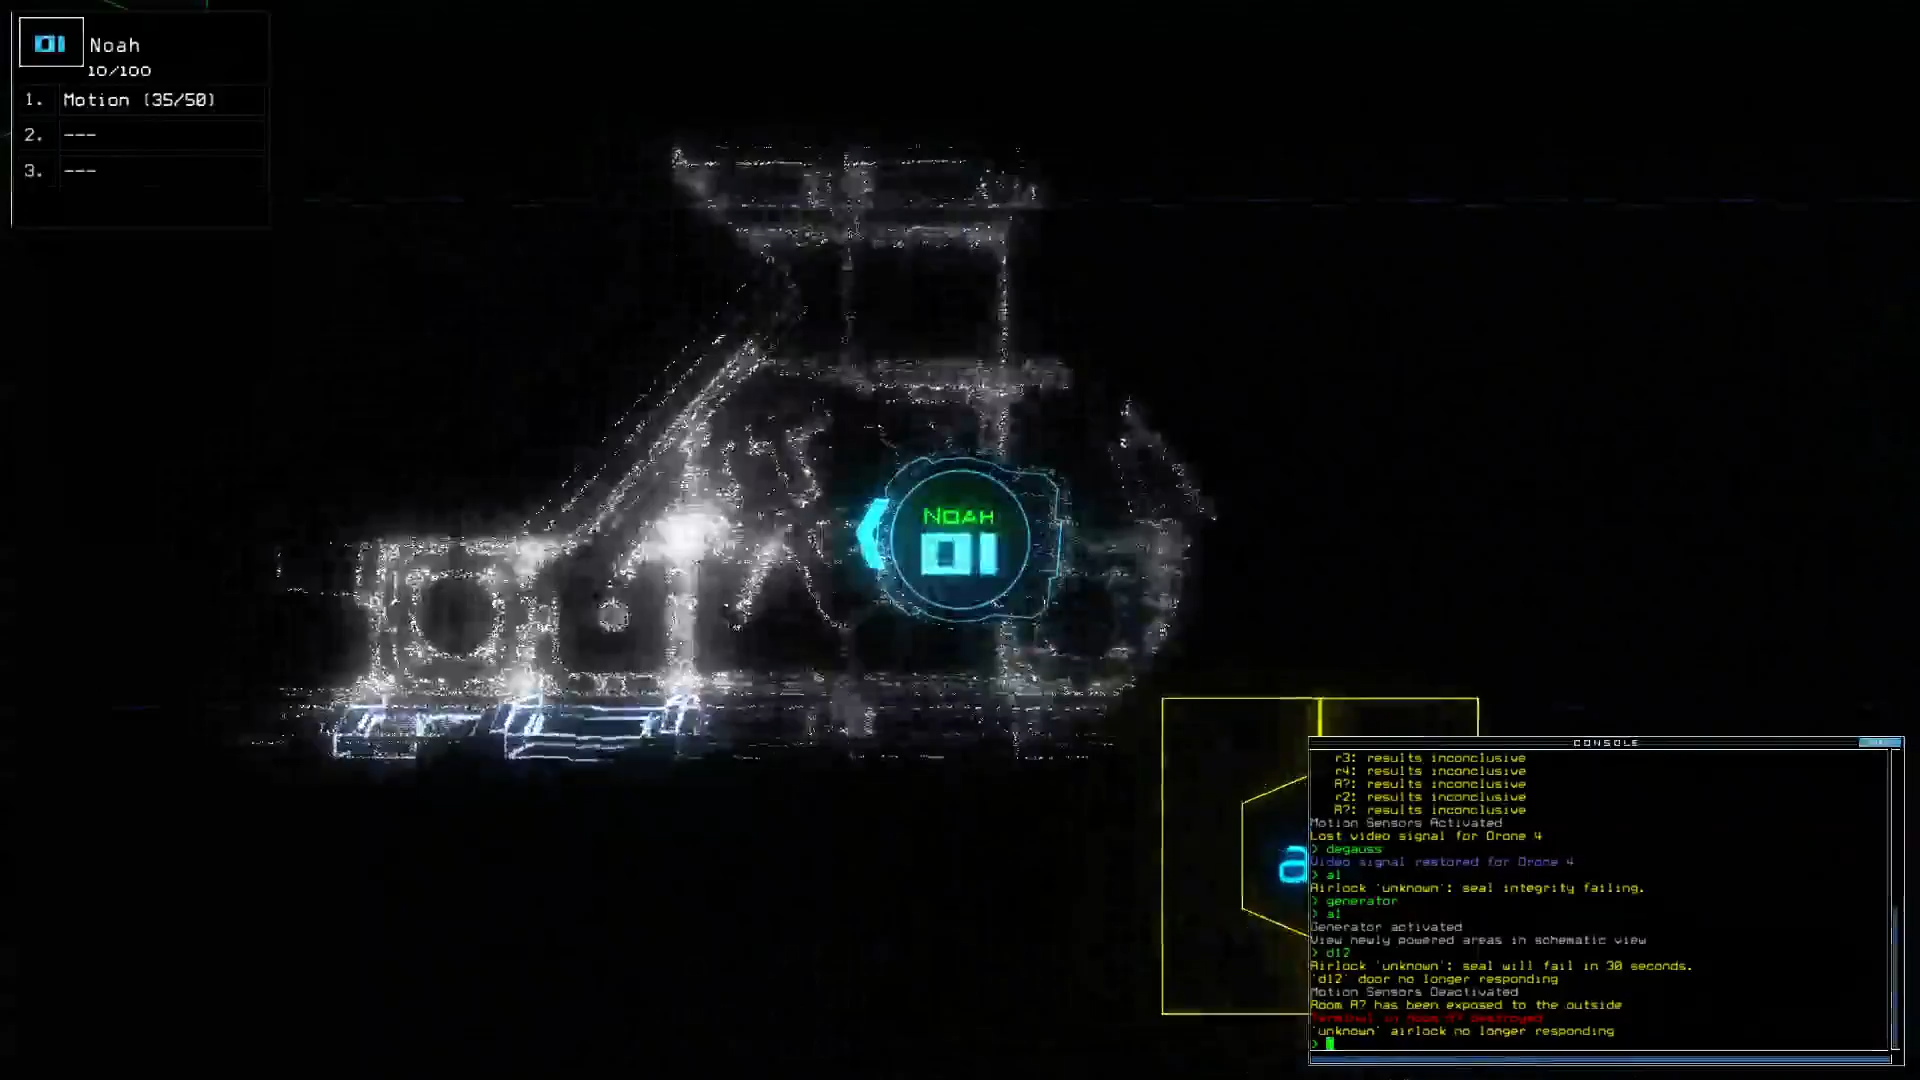 01 Noah
10/100
1. Motion (35/50)
2. ---
3. ---
NOAH
01
a
CONSOLE
r3: results inconclusive
r4: results inconclusive
A?: results inconclusive
r2: results inconclusive
A?: results inconclusive
Motion Sensors Activated
Lost video signal for Drone 4
> degauss
Video signal restored for Drone 4
> a1
Airlock 'unknown': seal integrity failing.
> generator
> a1
Generator activated
View newly powered areas in schematic view
> d12
Airlock 'unknown': seal will fail in 30 seconds.
'd12' door no longer responding
Motion Sensors Deactivated
Room A? has been exposed to the outside
Terminal in Room A? destroyed
'unknown' airlock no longer responding
>